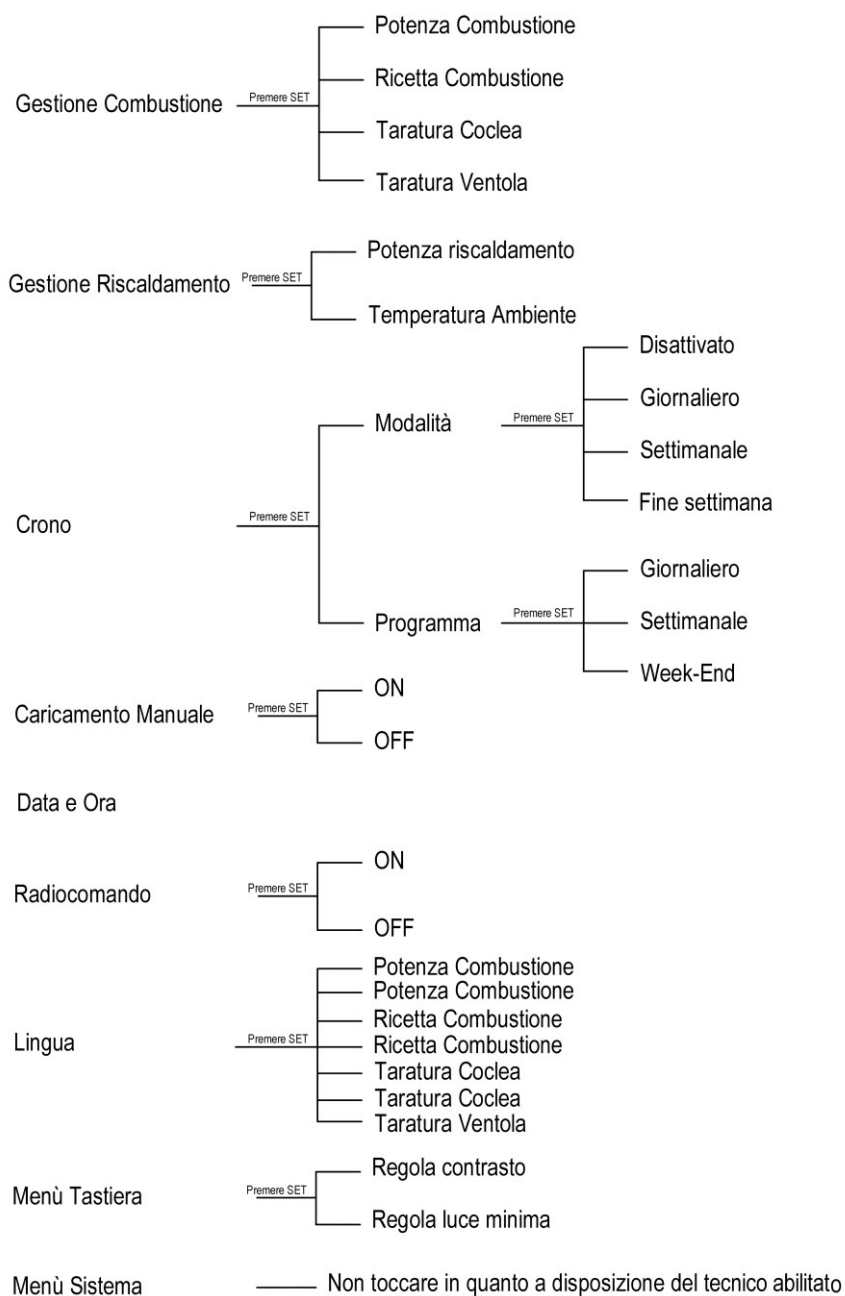 Gestione Combustione
Premere SET
Potenza Combustione
Ricetta Combustione
Taratura Coclea
Taratura Ventola
Gestione Riscaldamento
Premere SET
Potenza riscaldamento
Temperatura Ambiente
Crono
Premere SET
Modalità
Premere SET
Disattivato
Giornaliero
Settimanale
Fine settimana
Programma
Premere SET
Giornaliero
Settimanale
Week-End
Caricamento Manuale
Premere SET
ON
OFF
Data e Ora
Radiocomando
Premere SET
ON
OFF
Lingua
Premere SET
Potenza Combustione
Potenza Combustione
Ricetta Combustione
Ricetta Combustione
Taratura Coclea
Taratura Coclea
Taratura Ventola
Menù Tastiera
Premere SET
Regola contrasto
Regola luce minima
Menù Sistema
Non toccare in quanto a disposizione del tecnico abilitato